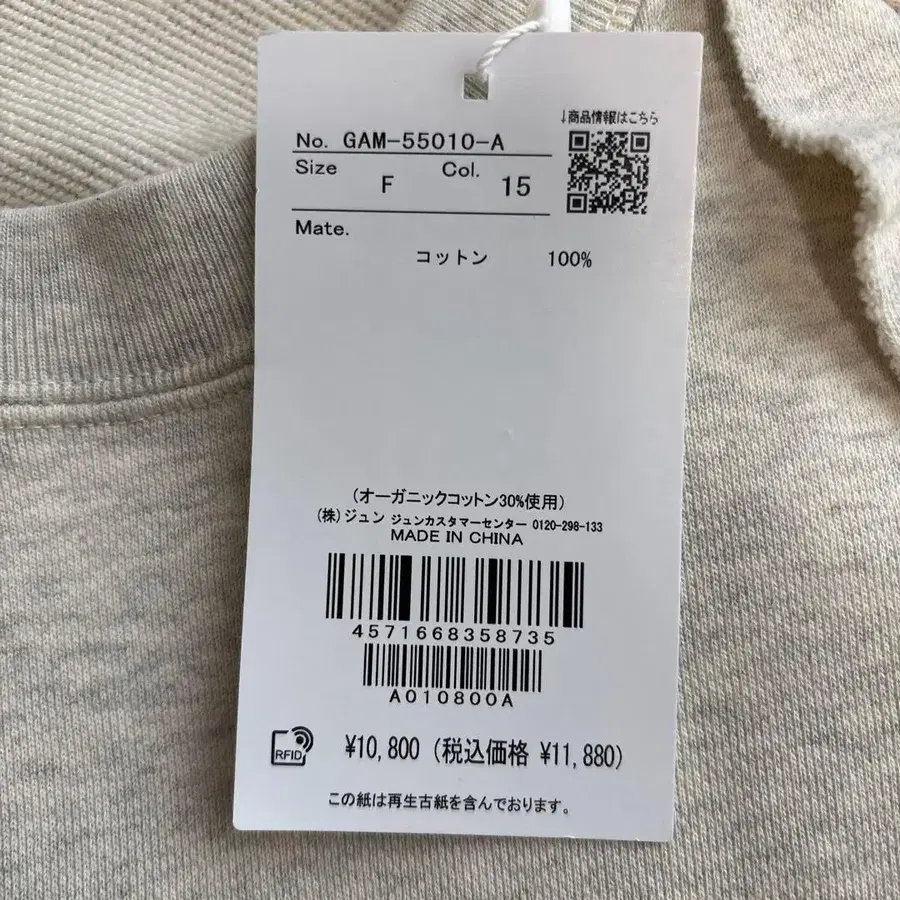 ↓商品情報はこちら
No. GAM-55010-A
Size F Col. 15
Mate.
コットン 100%
(オーガニックコットン30%使用)
(株)ジュン ジュンカスタマーセンター 0120-298-133
MADE IN CHINA
4571668358735
A010800A
RFID ¥10,800 (税込価格 ¥11,880)
この紙は再生古紙を含んでおります。